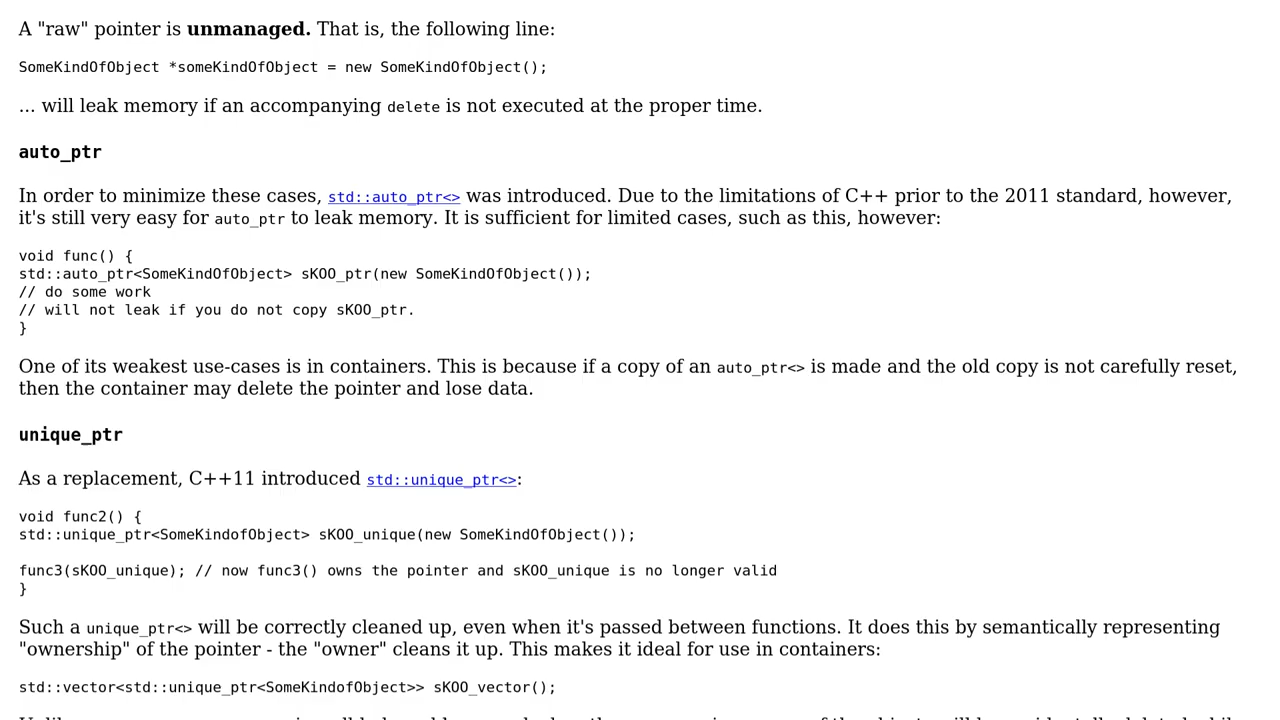 A "raw" pointer is unmanaged. That is, the following line:
SomeKindOfObject *someKindOfObject = new SomeKindOfObject();
... will leak memory if an accompanying delete is not executed at the proper time.
auto_ptr
In order to minimize these cases, std::auto_ptr<> was introduced. Due to the limitations of C++ prior to the 2011 standard, however,
it's still very easy for auto_ptr to leak memory. It is sufficient for limited cases, such as this, however:
void func() {
std::auto_ptr<SomeKindOfObject> sKOO_ptr(new SomeKindOfObject());
// do some work
// will not leak if you do not copy sKOO_ptr.
}
One of its weakest use-cases is in containers. This is because if a copy of an auto_ptr<> is made and the old copy is not carefully reset,
then the container may delete the pointer and lose data.
unique_ptr
As a replacement, C++11 introduced std::unique_ptr<>:
void func2() {
std::unique_ptr<SomeKindofObject> sKOO_unique(new SomeKindOfObject());
func3(sKOO_unique); // now func3() owns the pointer and sKOO_unique is no longer valid
}
Such a unique_ptr<> will be correctly cleaned up, even when it's passed between functions. It does this by semantically representing
"ownership" of the pointer - the "owner" cleans it up. This makes it ideal for use in containers:
std::vector<std::unique_ptr<SomeKindofObject>> sKOO_vector();